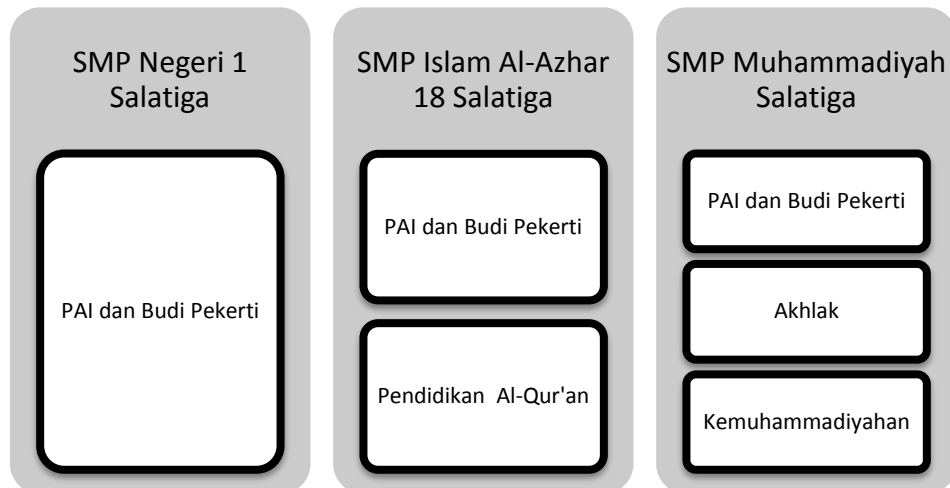 SMP Negeri 1
Salatiga
PAI dan Budi Pekerti
SMP Islam Al-Azhar
18 Salatiga
PAI dan Budi Pekerti
Pendidikan Al-Qur'an
SMP Muhammadiyah
Salatiga
PAI dan Budi Pekerti
Akhlak
Kemuhammadiyahan